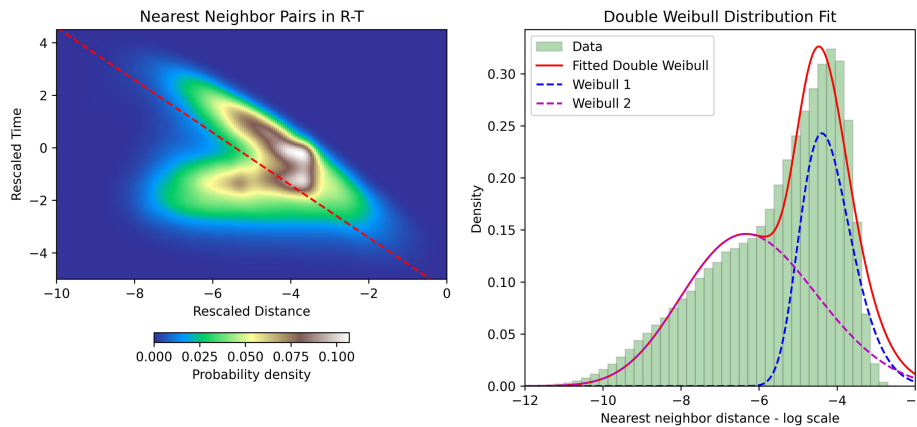 Nearest Neighbor Pairs in R-T
Rescaled Time
4
2
0
−2
−4
−10
−8
−6
−4
−2
0
Rescaled Distance
0.000
0.025
0.050
0.075
0.100
Probability density
Double Weibull Distribution Fit
Data
Fitted Double Weibull
Weibull 1
Weibull 2
Density
0.30
0.25
0.20
0.15
0.10
0.05
0.00
−12
−10
−8
−6
−4
Nearest neighbor distance - log scale